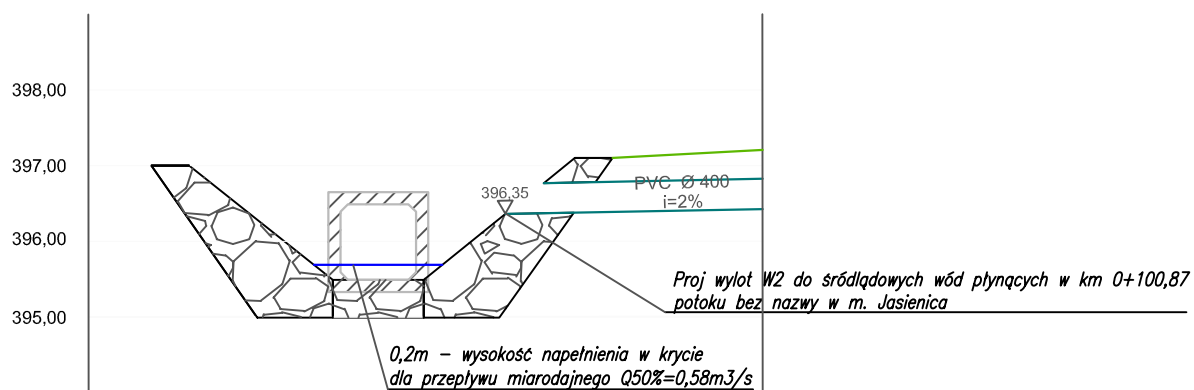 398,00
397,00
396,35
PVC Ø 400
i=2%
396,00
Proj wylot W2 do śródlądowych wód płynących w km 0+100,87
potoku bez nazwy w m. Jasienica
395,00
0,2m – wysokość napełnienia w krycie
dla przepływu miarodajnego Q50%=0,58m3/s